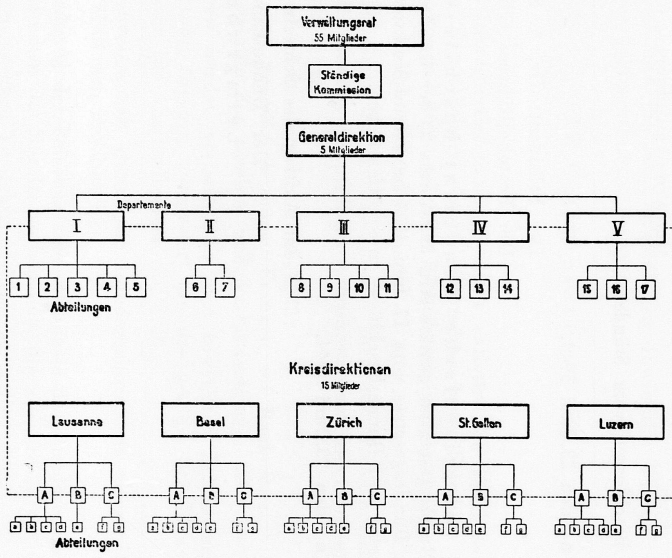 Verwaltungsrat
55 Mitglieder
Ständige
Kommission
Generaldirektion
5 Mitglieder
Departemente
I II III IV V
1 2 3 4 5 6 7 8 9 10 11 12 13 14 15 16 17
Abteilungen
Kreisdirektionen
15 Mitglieder
Lausanne Basel Zürich St.Gallen Luzern
A B C A B C A B C A B C A B C
a b c d e f g a b c d e f g a b c d e f g a b c d e f g a b c d e f g
Abteilungen